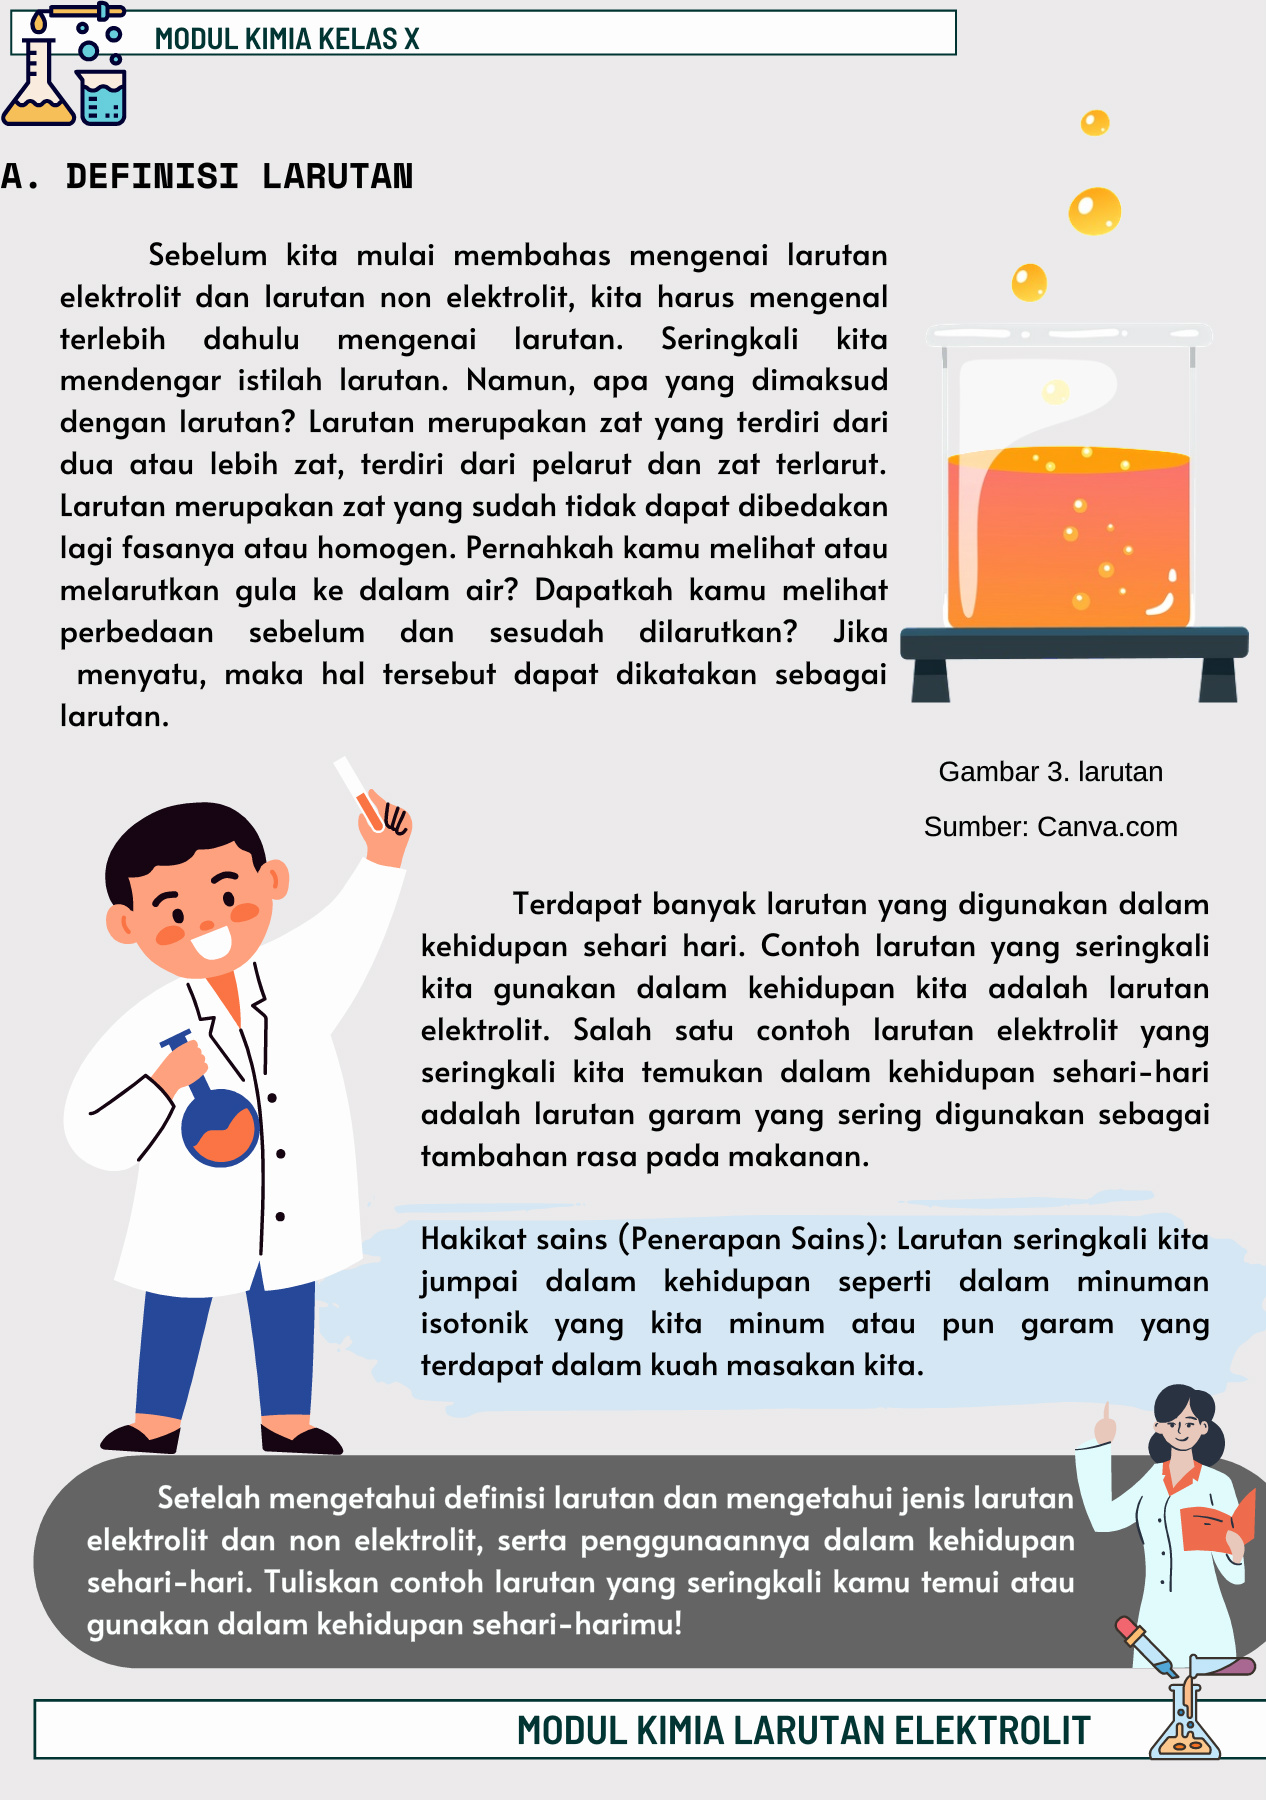 MODUL KIMIA KELAS X
A. DEFINISI LARUTAN
Sebelum kita mulai membahas mengenai larutan
elektrolit dan larutan non elektrolit, kita harus mengenal
terlebih dahulu mengenai larutan. Seringkali kita
mendengar istilah larutan. Namun, apa yang dimaksud
dengan larutan? Larutan merupakan zat yang terdiri dari
dua atau lebih zat, terdiri dari pelarut dan zat terlarut.
Larutan merupakan zat yang sudah tidak dapat dibedakan
lagi fasanya atau homogen. Pernahkah kamu melihat atau
melarutkan gula ke dalam air? Dapatkah kamu melihat
perbedaan sebelum dan sesudah dilarutkan? Jika
menyatu, maka hal tersebut dapat dikatakan sebagai
larutan.
Gambar 3. larutan
Sumber: Canva.com
Terdapat banyak larutan yang digunakan dalam
kehidupan sehari hari. Contoh larutan yang seringkali
kita gunakan dalam kehidupan kita adalah larutan
elektrolit. Salah satu contoh larutan elektrolit yang
seringkali kita temukan dalam kehidupan sehari-hari
adalah larutan garam yang sering digunakan sebagai
tambahan rasa pada makanan.
Hakikat sains (Penerapan Sains): Larutan seringkali kita
jumpai dalam kehidupan seperti dalam minuman
isotonik yang kita minum atau pun garam yang
terdapat dalam kuah masakan kita.
Setelah mengetahui definisi larutan dan mengetahui jenis larutan
elektrolit dan non elektrolit, serta penggunaannya dalam kehidupan
sehari-hari. Tuliskan contoh larutan yang seringkali kamu temui atau
gunakan dalam kehidupan sehari-harimu!
MODUL KIMIA LARUTAN ELEKTROLIT